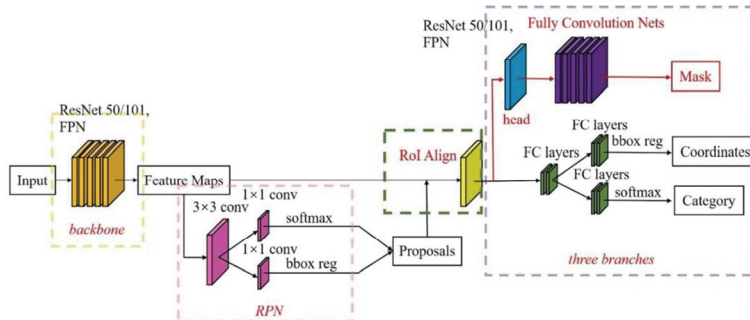 ResNet 50/101,
FPN
Input
backbone
Feature Maps
3×3 conv
1×1 conv
softmax
1×1 conv
bbox reg
RPN
Proposals
RoI Align
ResNet 50/101,
FPN
Fully Convolution Nets
head
Mask
FC layers
FC layers
bbox reg
Coordinates
FC layers
softmax
Category
three branches